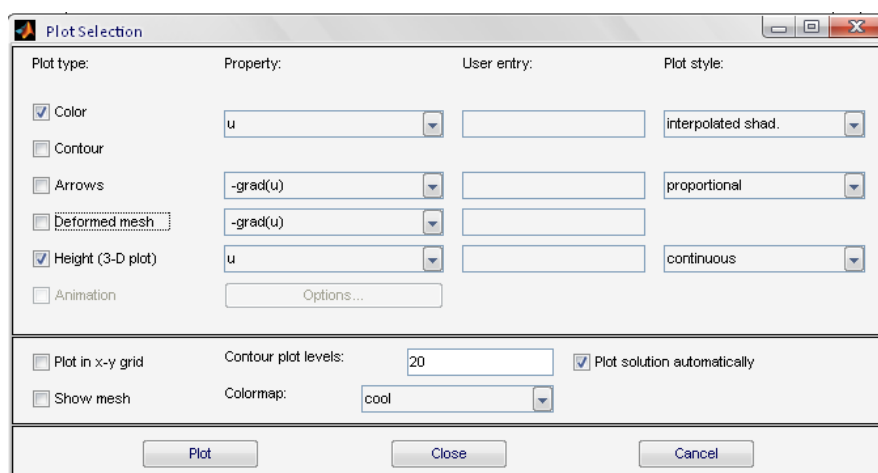 Plot Selection
Plot type: Property: User entry: Plot style:
Color u interpolated shad.
Contour
Arrows -grad(u) proportional
Deformed mesh -grad(u)
Height (3-D plot) u continuous
Animation Options...
Plot in x-y grid Contour plot levels: 20 Plot solution automatically
Show mesh Colormap: cool
Plot Close Cancel